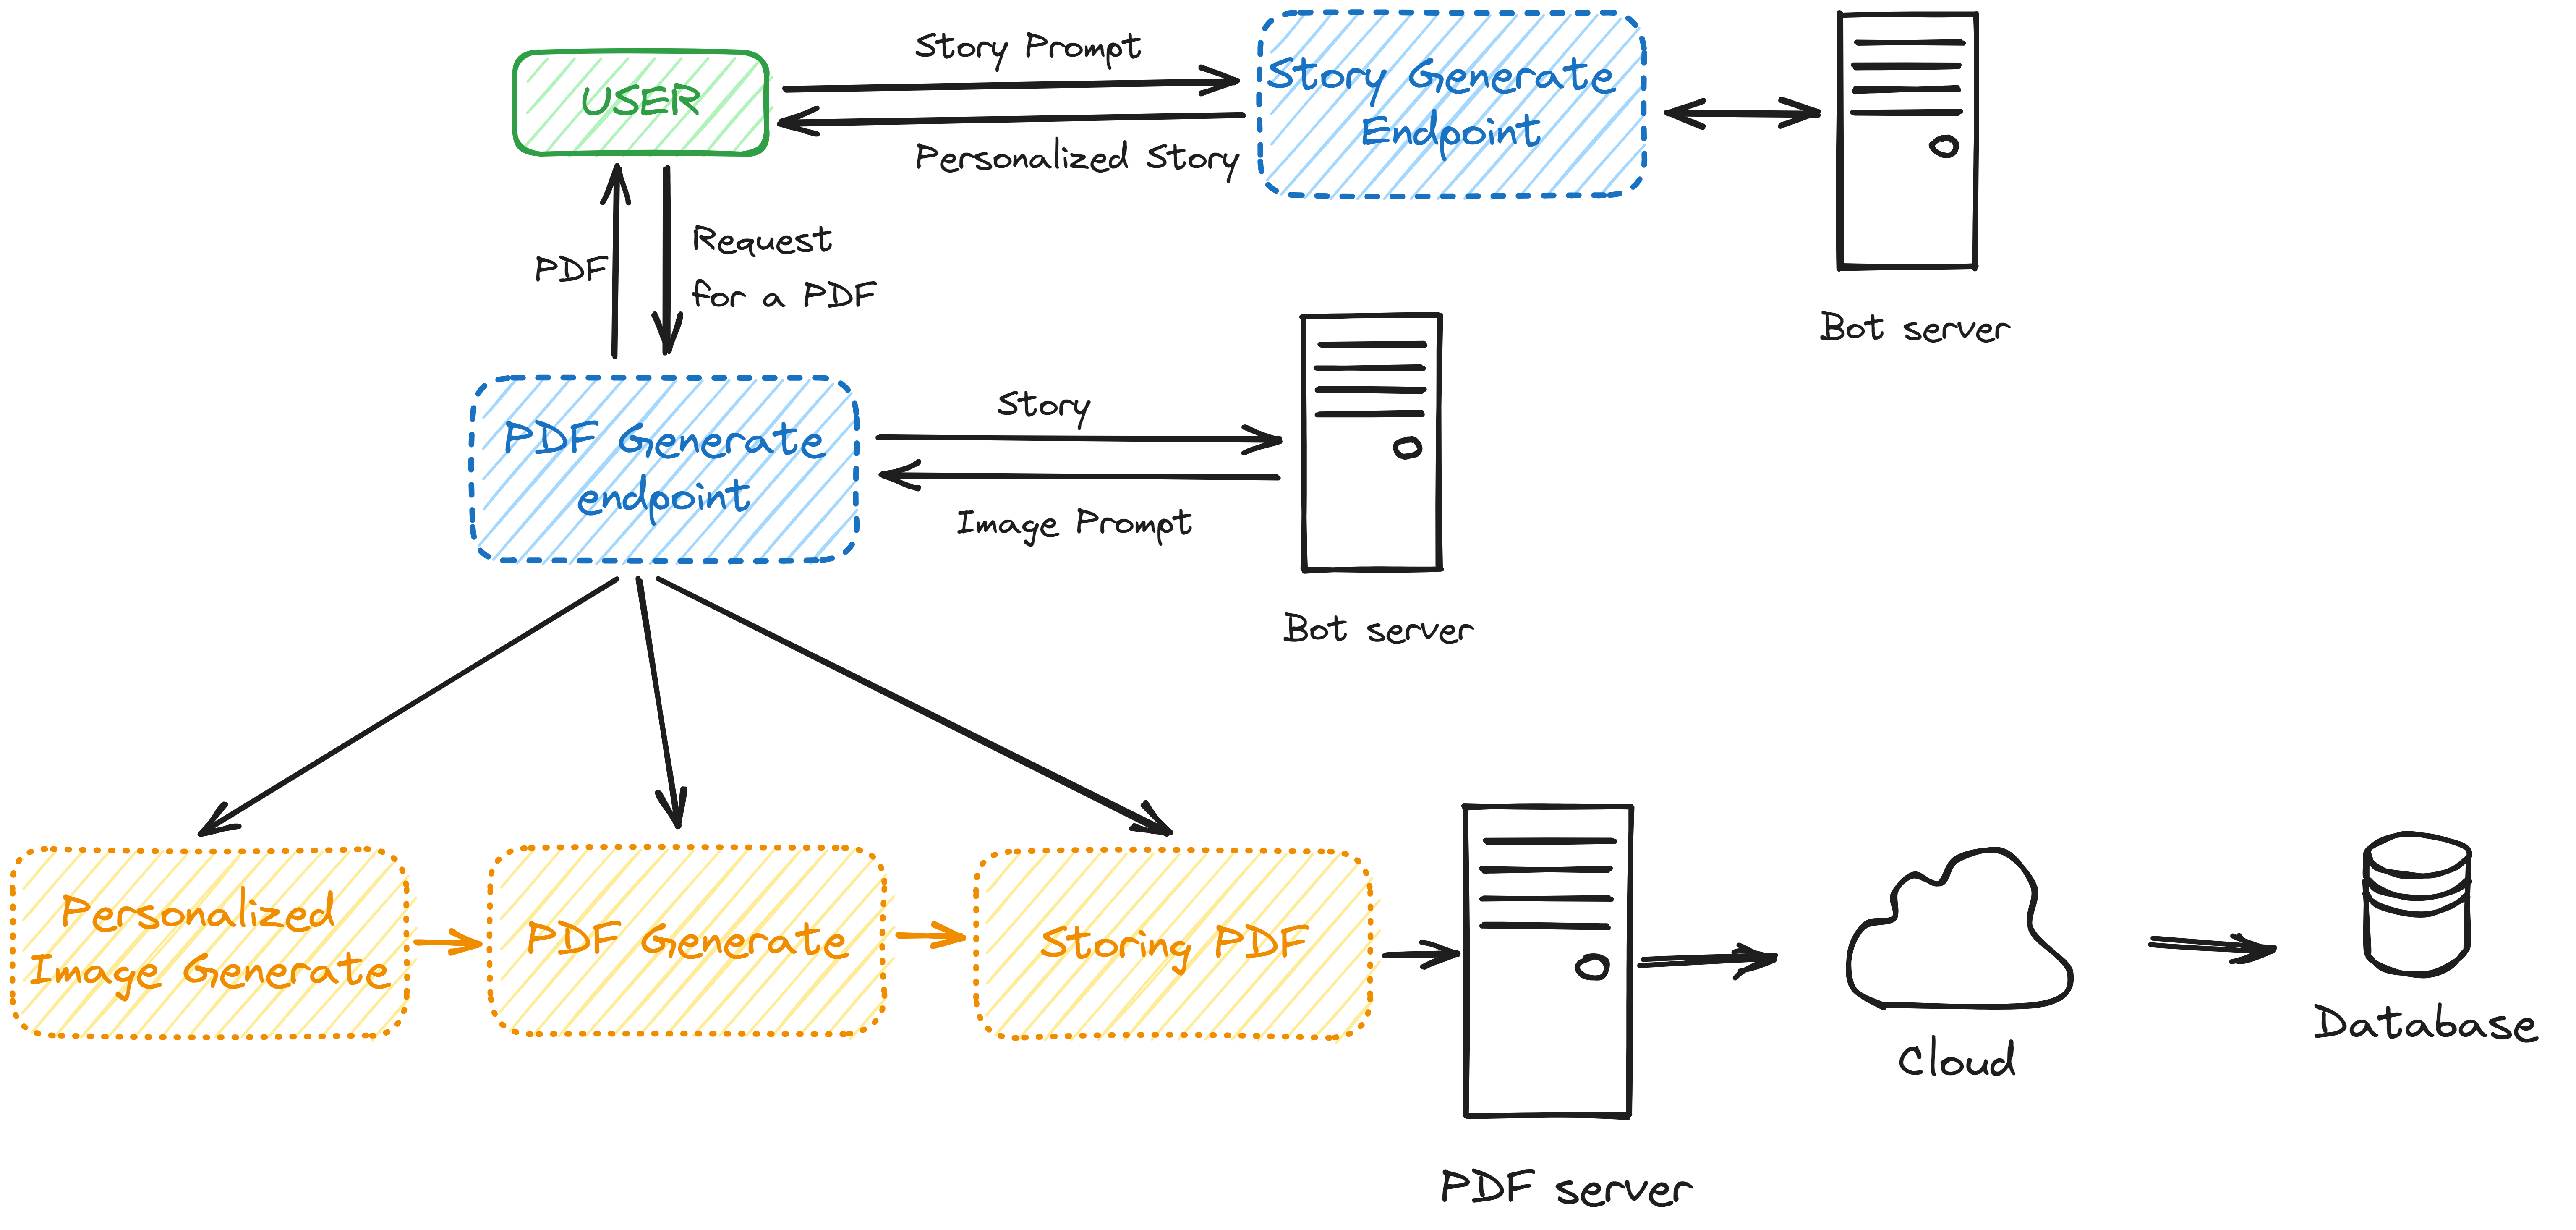 Story Prompt
USER
Story Generate
Endpoint
Personalized Story
Bot server
PDF
Request
for a PDF
PDF Generate
endpoint
Story
Image Prompt
Bot server
Personalized
Image Generate
PDF Generate
Storing PDF
PDF server
Cloud
Database